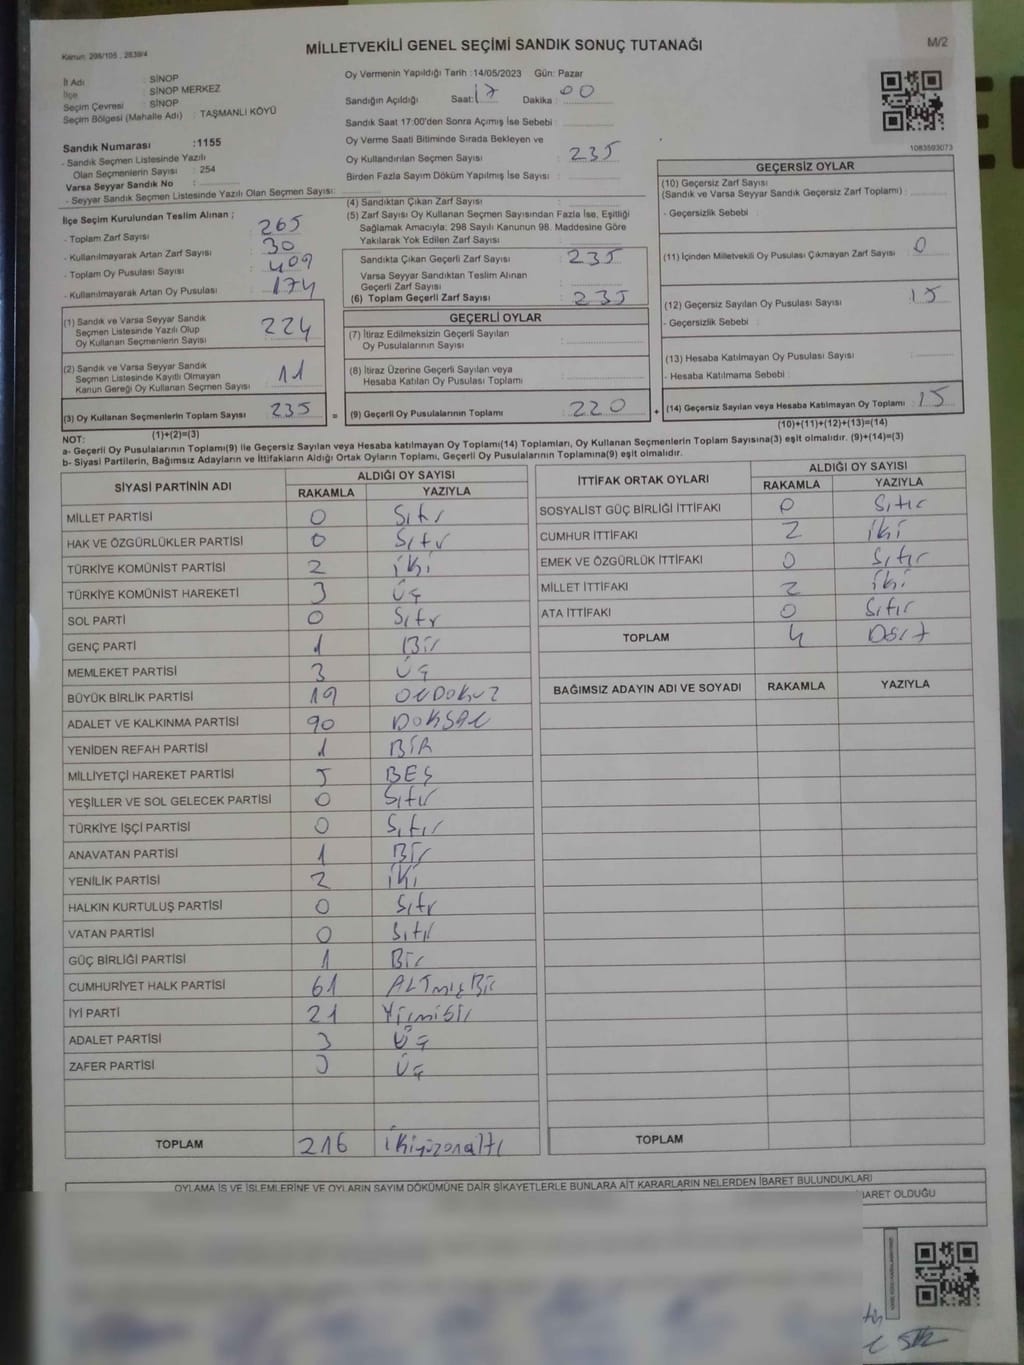 Kanun: 298/105 , 2839/4
MİLLETVEKİLİ GENEL SEÇİMİ SANDIK SONUÇ TUTANAĞI
M/2
İl Adı : SİNOP
İlçe : SİNOP MERKEZ
Seçim Çevresi : SİNOP
Seçim Bölgesi (Mahalle Adı) : TAŞMANLI KÖYÜ
Sandık Numarası :1155
- Sandık Seçmen Listesinde Yazılı
Olan Seçmenlerin Sayısı : 254
Varsa Seyyar Sandık No :
- Seyyar Sandık Seçmen Listesinde Yazılı Olan Seçmen Sayısı:
Oy Vermenin Yapıldığı Tarih :14/05/2023 Gün: Pazar
Sandığın Açıldığı Saat: 17 Dakika : 00
Sandık Saat 17:00'den Sonra Açımış İse Sebebi :
Oy Verme Saati Bitiminde Sırada Bekleyen ve
Oy Kullandırılan Seçmen Sayısı : 235
Birden Fazla Sayım Döküm Yapılmış İse Sayısı :
1083593073
İlçe Seçim Kurulundan Teslim Alınan ;
- Toplam Zarf Sayısı : 265
- Kullanılmayarak Artan Zarf Sayısı : 30
- Toplam Oy Pusulası Sayısı : 409
- Kullanılmayarak Artan Oy Pusulası : 174
(4) Sandıktan Çıkan Zarf Sayısı :
(5) Zarf Sayısı Oy Kullanan Seçmen Sayısından Fazla İse, Eşitliği
Sağlamak Amacıyla: 298 Sayılı Kanunun 98. Maddesine Göre
Yakılarak Yok Edilen Zarf Sayısı :
Sandıkta Çıkan Geçerli Zarf Sayısı : 235
Varsa Seyyar Sandıktan Teslim Alınan
Geçerli Zarf Sayısı :
(6) Toplam Geçerli Zarf Sayısı : 235
GEÇERSİZ OYLAR
(10) Geçersiz Zarf Sayısı
(Sandık ve Varsa Seyyar Sandık Geçersiz Zarf Toplamı) :
- Geçersizlik Sebebi :
(11) İçinden Milletvekili Oy Pusulası Çıkmayan Zarf Sayısı : 0
(12) Geçersiz Sayılan Oy Pusulası Sayısı : 15
- Geçersizlik Sebebi :
(13) Hesaba Katılmayan Oy Pusulası Sayısı :
- Hesaba Katılmama Sebebi :
(14) Geçersiz Sayılan veya Hesaba Katılmayan Oy Toplamı : 15
(10)+(11)+(12)+(13)=(14)
(1) Sandık ve Varsa Seyyar Sandık
Seçmen Listesinde Yazılı Olup
Oy Kullanan Seçmenlerin Sayısı : 224
(2) Sandık ve Varsa Seyyar Sandık
Seçmen Listesinde Kayıtlı Olmayan
Kanun Gereği Oy Kullanan Seçmen Sayısı : 11
(3) Oy Kullanan Seçmenlerin Toplam Sayısı : 235 =
(1)+(2)=(3)
GEÇERLİ OYLAR
(7) İtiraz Edilmeksizin Geçerli Sayılan
Oy Pusulalarının Sayısı :
(8) İtiraz Üzerine Geçerli Sayılan veya
Hesaba Katılan Oy Pusulası Toplamı :
(9) Geçerli Oy Pusulalarının Toplamı : 220 +
NOT:
a- Geçerli Oy Pusulalarının Toplamı(9) ile Geçersiz Sayılan veya Hesaba katılmayan Oy Toplamı(14) Toplamları, Oy Kullanan Seçmenlerin Toplam Sayısına(3) eşit olmalıdır. (9)+(14)=(3)
b- Siyasi Partilerin, Bağımsız Adayların ve İttifakların Aldığı Ortak Oyların Toplamı, Geçerli Oy Pusulalarının Toplamına(9) eşit olmalıdır.
SİYASİ PARTİNİN ADI ALDIĞI OY SAYISI
RAKAMLA YAZIYLA
MİLLET PARTİSİ 0 Sıfır
HAK VE ÖZGÜRLÜKLER PARTİSİ 0 Sıfır
TÜRKİYE KOMÜNİST PARTİSİ 2 iki
TÜRKİYE KOMÜNİST HAREKETİ 3 üç
SOL PARTİ 0 Sıfır
GENÇ PARTİ 1 Bir
MEMLEKET PARTİSİ 3 üç
BÜYÜK BİRLİK PARTİSİ 19 ONDOKUZ
ADALET VE KALKINMA PARTİSİ 90 DOKSAN
YENİDEN REFAH PARTİSİ 1 BİR
MİLLİYETÇİ HAREKET PARTİSİ 5 BEŞ
YEŞİLLER VE SOL GELECEK PARTİSİ 0 Sıfır
TÜRKİYE İŞÇİ PARTİSİ 0 Sıfır
ANAVATAN PARTİSİ 1 Bir
YENİLİK PARTİSİ 2 iki
HALKIN KURTULUŞ PARTİSİ 0 Sıfır
VATAN PARTİSİ 0 Sıfır
GÜÇ BİRLİĞİ PARTİSİ 1 Bir
CUMHURİYET HALK PARTİSİ 61 ALTmış Bir
İYİ PARTİ 21 Yirmibir
ADALET PARTİSİ 3 üç
ZAFER PARTİSİ 3 üç
TOPLAM 216 ikiyüzonaltı
İTTİFAK ORTAK OYLARI ALDIĞI OY SAYISI
RAKAMLA YAZIYLA
SOSYALİST GÜÇ BİRLİĞİ İTTİFAKI 0 Sıfır
CUMHUR İTTİFAKI 2 iki
EMEK VE ÖZGÜRLÜK İTTİFAKI 0 Sıfır
MİLLET İTTİFAKI 2 iki
ATA İTTİFAKI 0 Sıfır
TOPLAM 4 Dört
BAĞIMSIZ ADAYIN ADI VE SOYADI RAKAMLA YAZIYLA
TOPLAM
OYLAMA İŞ VE İŞLEMLERİNE VE OYLARIN SAYIM DÖKÜMÜNE DAİR ŞİKAYETLERLE BUNLARA AİT KARARLARIN NELERDEN İBARET BULUNDUKLARI
İBARET OLDUĞU